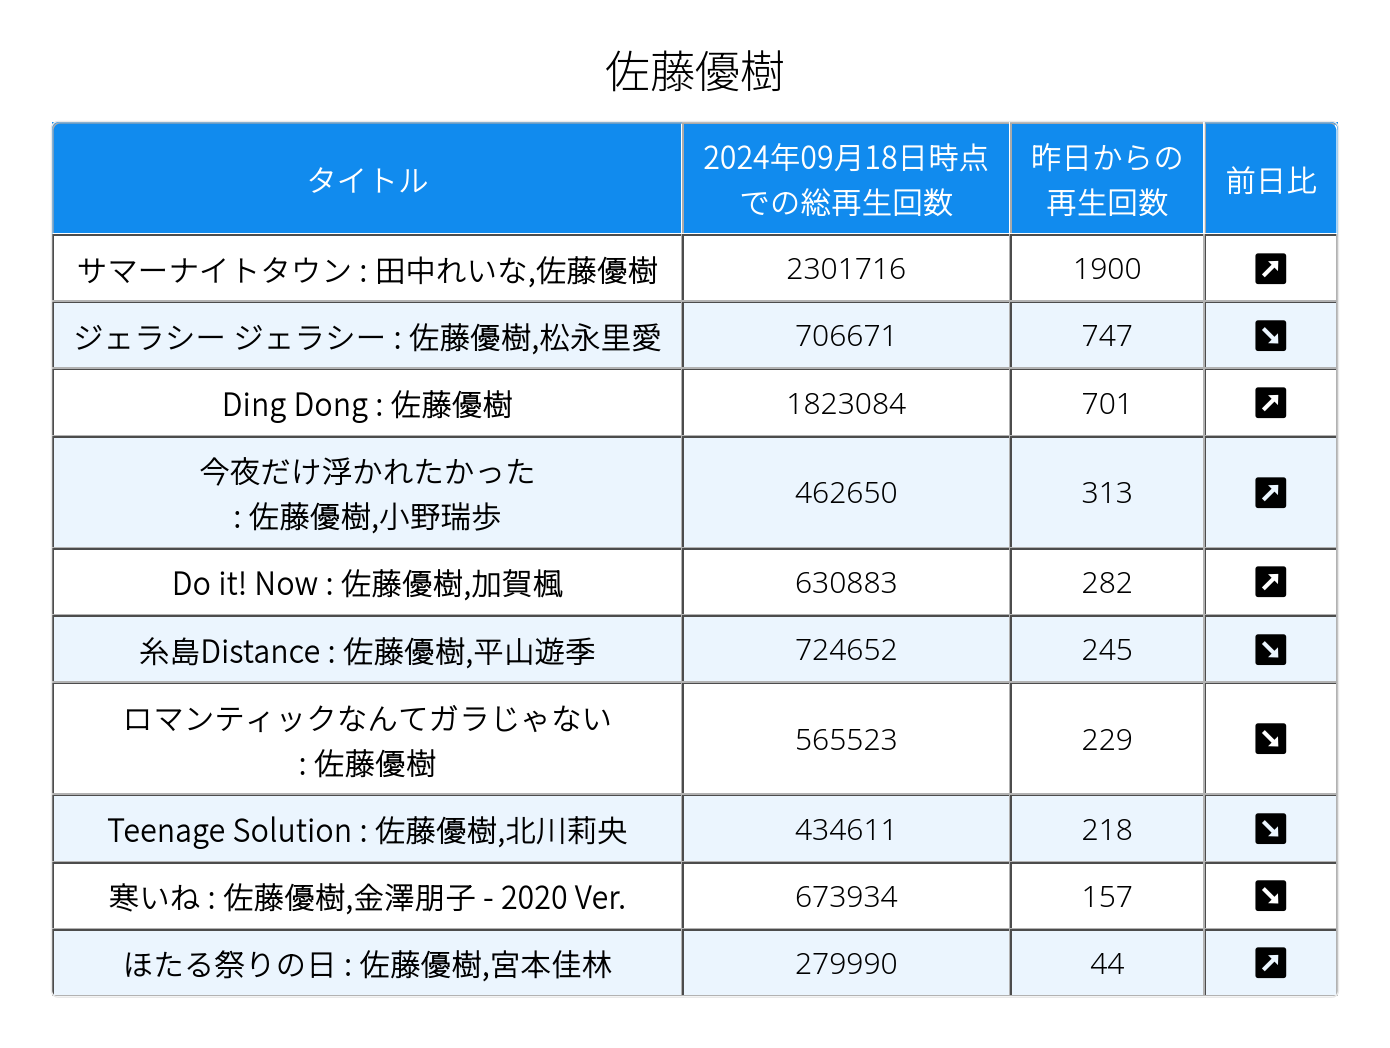 佐藤優樹
タイトル
2024年09月18日時点
での総再生回数
昨日からの
再生回数
前日比
サマーナイトタウン : 田中れいな,佐藤優樹 2301716 1900
ジェラシー ジェラシー : 佐藤優樹,松永里愛 706671 747
Ding Dong : 佐藤優樹 1823084 701
今夜だけ浮かれたかった
: 佐藤優樹,小野瑞歩 462650 313
Do it! Now : 佐藤優樹,加賀楓 630883 282
糸島Distance : 佐藤優樹,平山遊季 724652 245
ロマンティックなんてガラじゃない
: 佐藤優樹 565523 229
Teenage Solution : 佐藤優樹,北川莉央 434611 218
寒いね : 佐藤優樹,金澤朋子 - 2020 Ver. 673934 157
ほたる祭りの日 : 佐藤優樹,宮本佳林 279990 44